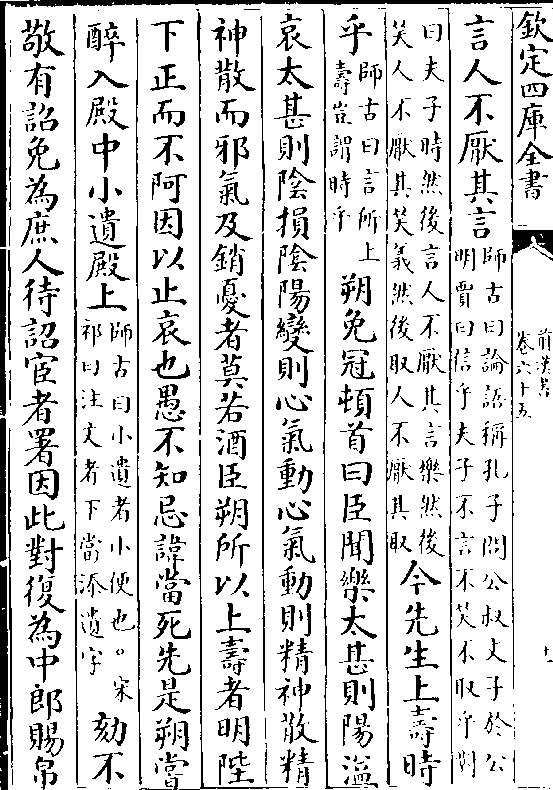 欽定四庫全書
前漢書
卷六十五
十
言人不厭其言師古曰論語稱孔子問公叔文子於公
明賈曰信乎夫子不言不笑不取乎對
曰夫子時然後言人不厭其言樂然後
笑人不厭其笑義然後取人不厭其取今先生上壽時
乎師古曰言所上
壽豈謂時乎朔免冠頓首曰臣聞樂太甚則陽溢
哀太甚則陰損陰陽變則心氣動心氣動則精神散精
神散而邪氣及銷憂者莫若酒臣朔所以上壽者明陛
下正而不阿因以止哀也愚不知忌諱當死先是朔嘗
醉入殿中小遺殿上師古曰小遺者小便也。宋
祁曰注文者下當添遺字劾不
敬有詔免為庶人待詔宦者署因此對復為中郎賜帛